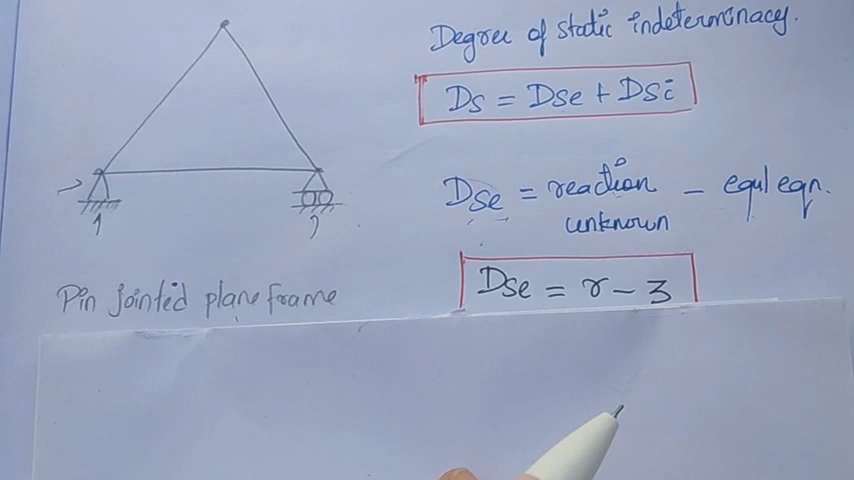 Degree of static indeterminacy.
Ds = Dse + Dsi
Dse = reaction - equl eqn.
unknown
1
2
Pin jointed plane frame
Dse = r - 3